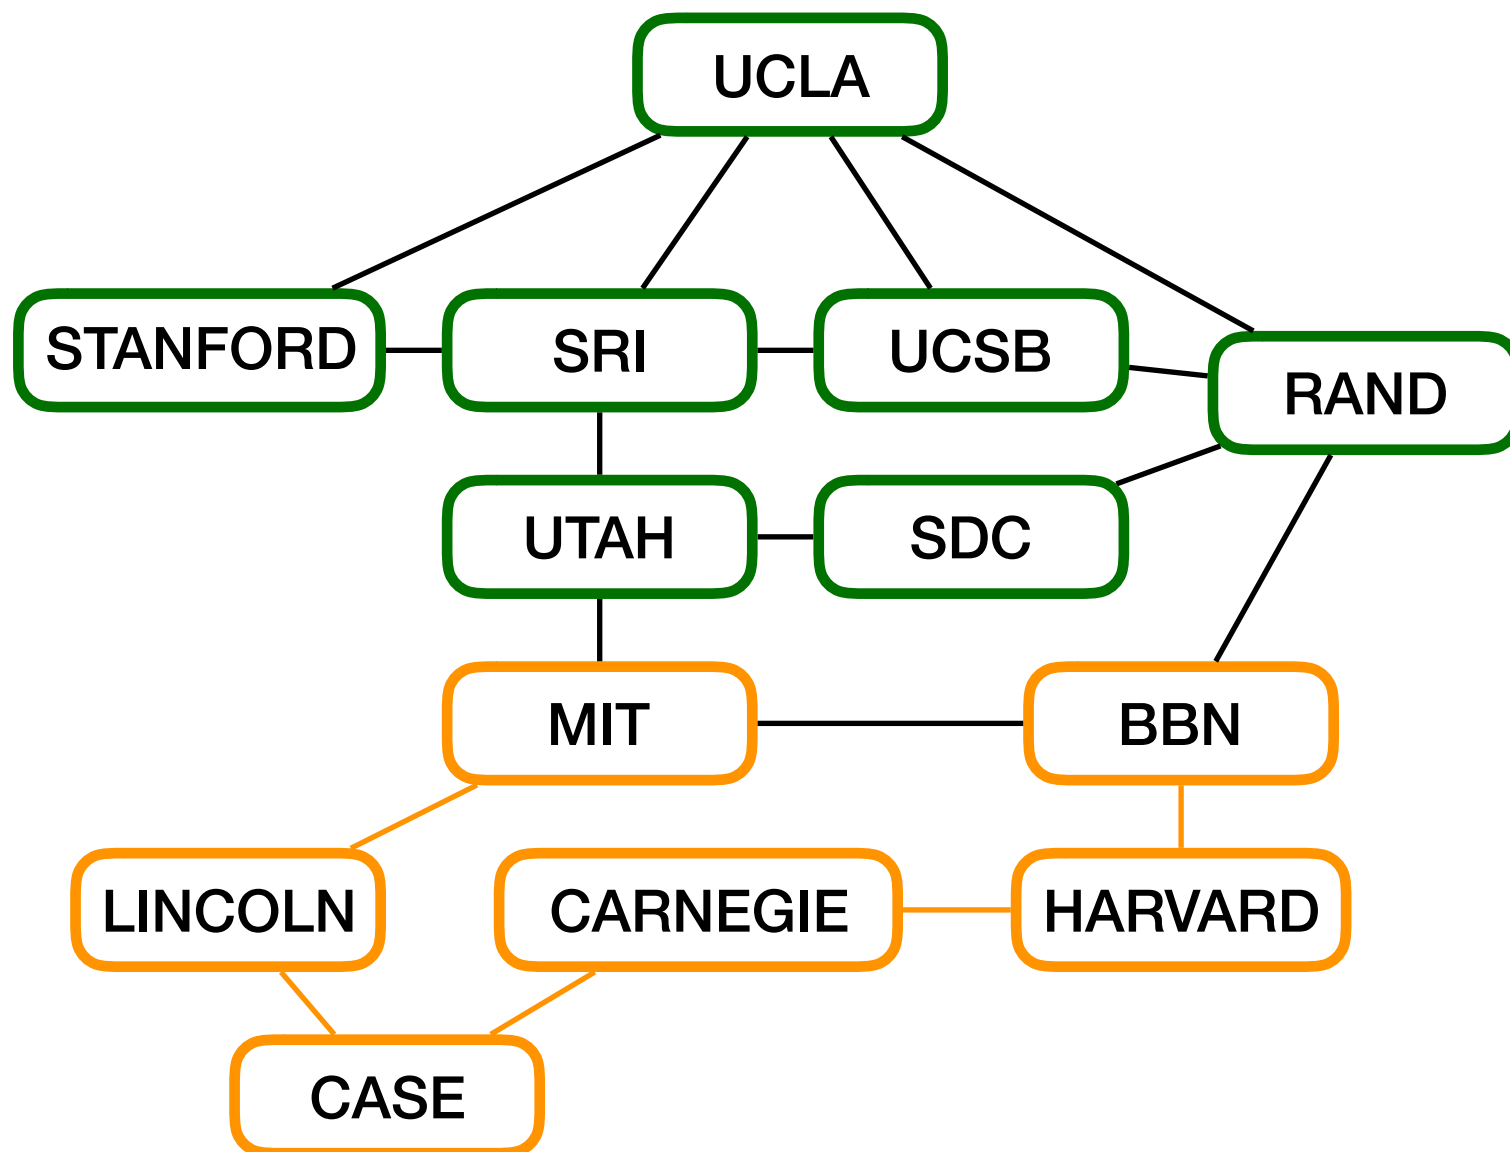 UCLA
STANFORD
SRI
UCSB
RAND
UTAH
SDC
MIT
BBN
LINCOLN
CARNEGIE
HARVARD
CASE